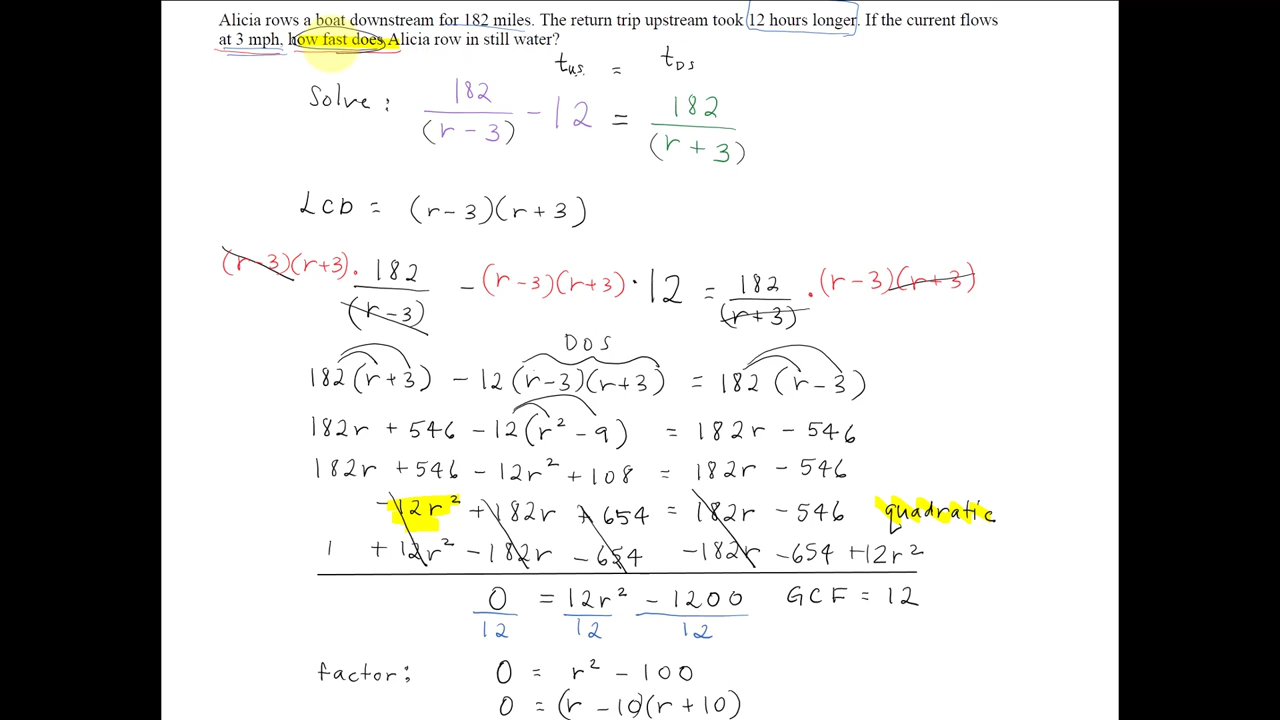 Alicia rows a boat downstream for 182 miles. The return trip upstream took 12 hours longer. If the current flows
at 3 mph, how fast does Alicia row in still water?
t_us = t_DS
Solve: 182/(r-3) - 12 = 182/(r+3)
LCD = (r-3)(r+3)
(r-3)(r+3) · 182/(r-3) - (r-3)(r+3) · 12 = 182/(r+3) · (r-3)(r+3)
DOS
182(r+3) - 12(r-3)(r+3) = 182(r-3)
182r + 546 - 12(r² - 9) = 182r - 546
182r + 546 - 12r² + 108 = 182r - 546
-12r² + 182r + 654 = 182r - 546 quadratic
+ 12r² - 182r - 654 -182r - 654 + 12r²
0 = 12r² - 1200 GCF = 12
12 12 12
factor: 0 = r² - 100
0 = (r - 10)(r + 10)